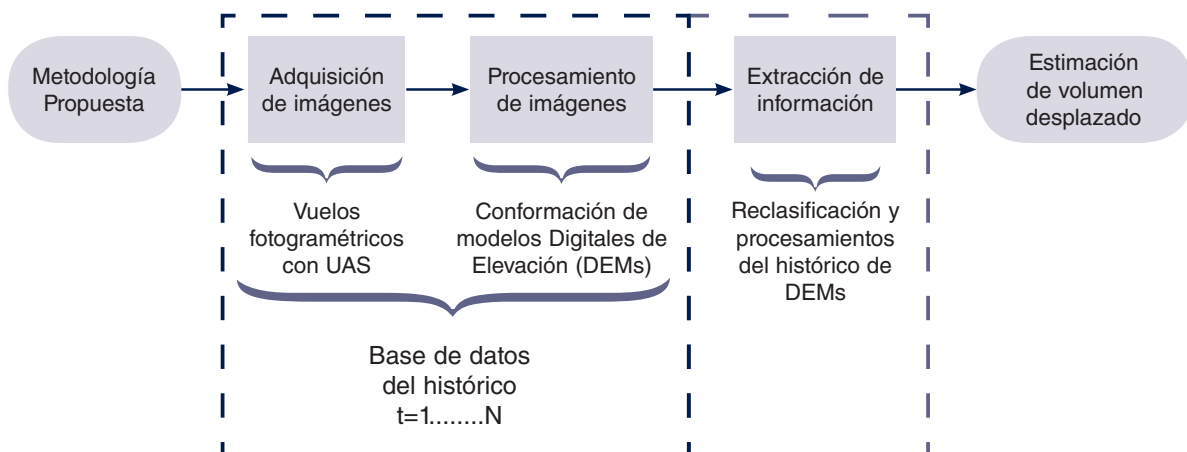 Metodología
Propuesta
Adquisición
de imágenes
Procesamiento
de imágenes
Extracción de
información
Estimación
de volumen
desplazado
Vuelos
fotogramétricos
con UAS
Conformación de
modelos Digitales de
Elevación (DEMs)
Reclasificación y
procesamientos
del histórico de
DEMs
Base de datos
del histórico
t=1........N